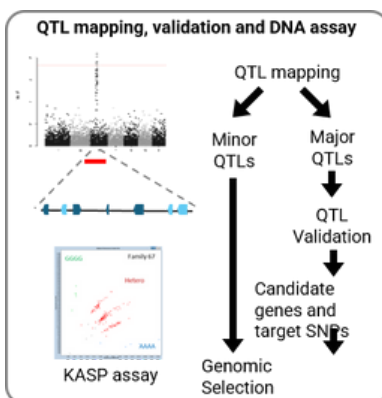 QTL mapping, validation and DNA assay
QTL mapping
Minor
QTLs
Major
QTLs
QTL
Validation
Candidate
genes and
target SNPs
Genomic
Selection
GGGG
Family 67
Hetero
AAAA
KASP assay